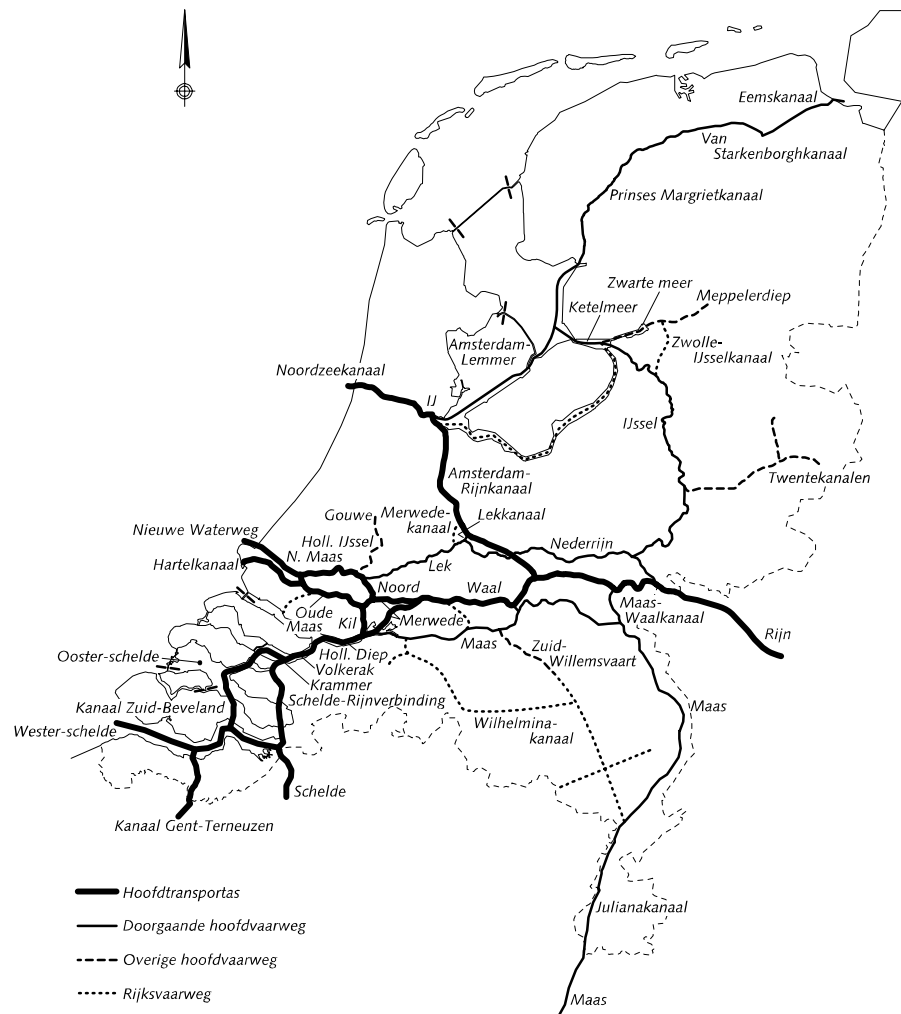 Eemskanaal
Van
Starkenborghkanaal
Prinses Margrietkanaal
Zwarte meer
Meppelerdiep
Ketelmeer
Amsterdam-
Lemmer
Zwolle-
IJsselkanaal
Noordzeekanaal
IJ
IJssel
Amsterdam-
Rijnkanaal
Twentekanalen
Gouwe
Merwede-
kanaal
Lekkanaal
Nieuwe Waterweg
Holl. IJssel
N. Maas
Nederrijn
Hartelkanaal
Lek
Noord
Waal
Oude
Maas
Kil
Merwede
Maas-
Waalkanaal
Rijn
Maas
Zuid-
Willemsvaart
Holl. Diep
Ooster-schelde
Volkerak
Krammer
Schelde-Rijnverbinding
Kanaal Zuid-Beveland
Maas
Wester-schelde
Wilhelmina-
kanaal
Schelde
Kanaal Gent-Terneuzen
Hoofdtransportas
Julianakanaal
Doorgaande hoofdvaarweg
Overige hoofdvaarweg
Rijksvaarweg
Maas